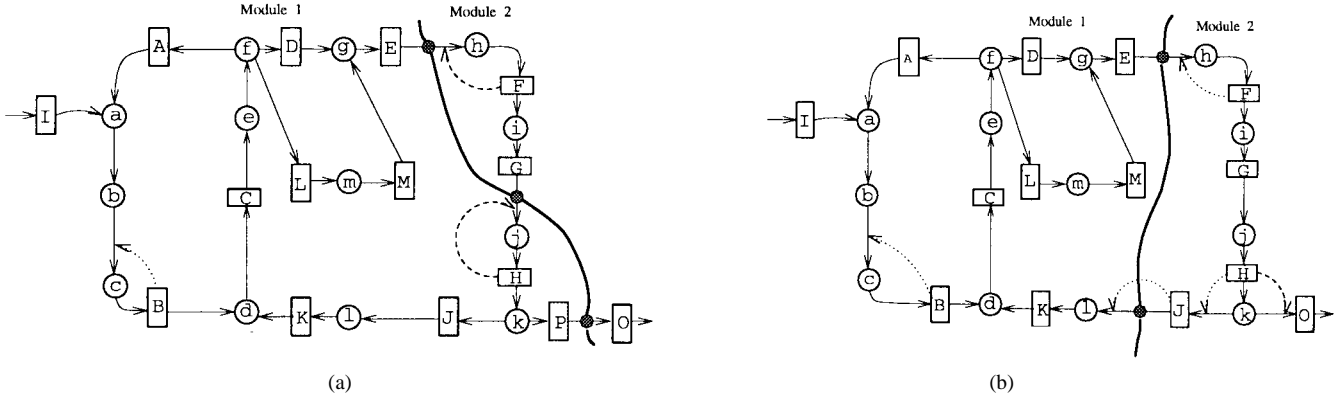 Module 1
Module 2
A
f
D
g
E
h
F
I
a
e
i
G
L
m
M
b
C
j
c
B
d
K
l
J
H
k
P
O
(a)
Module 1
Module 2
A
f
D
g
E
h
F
I
a
e
i
G
L
m
M
b
C
j
c
B
d
K
l
J
H
k
O
(b)